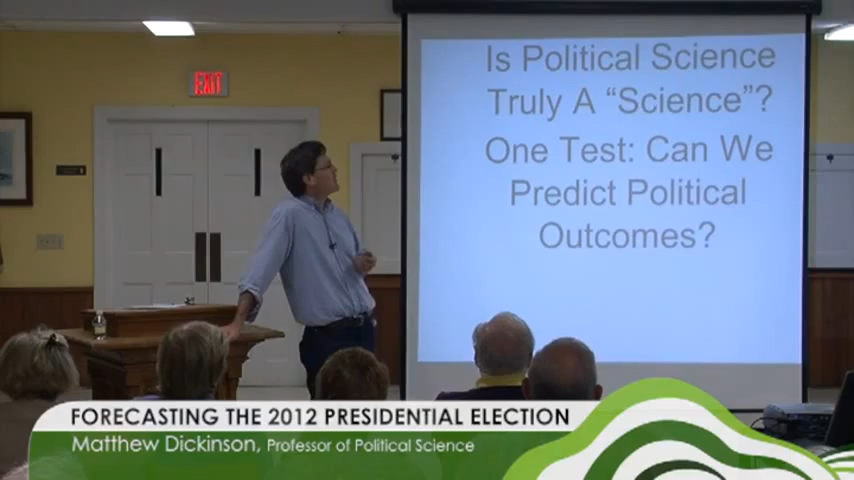 EXIT
Is Political Science
Truly A “Science”?
One Test: Can We
Predict Political
Outcomes?
FORECASTING THE 2012 PRESIDENTIAL ELECTION
Matthew Dickinson, Professor of Political Science